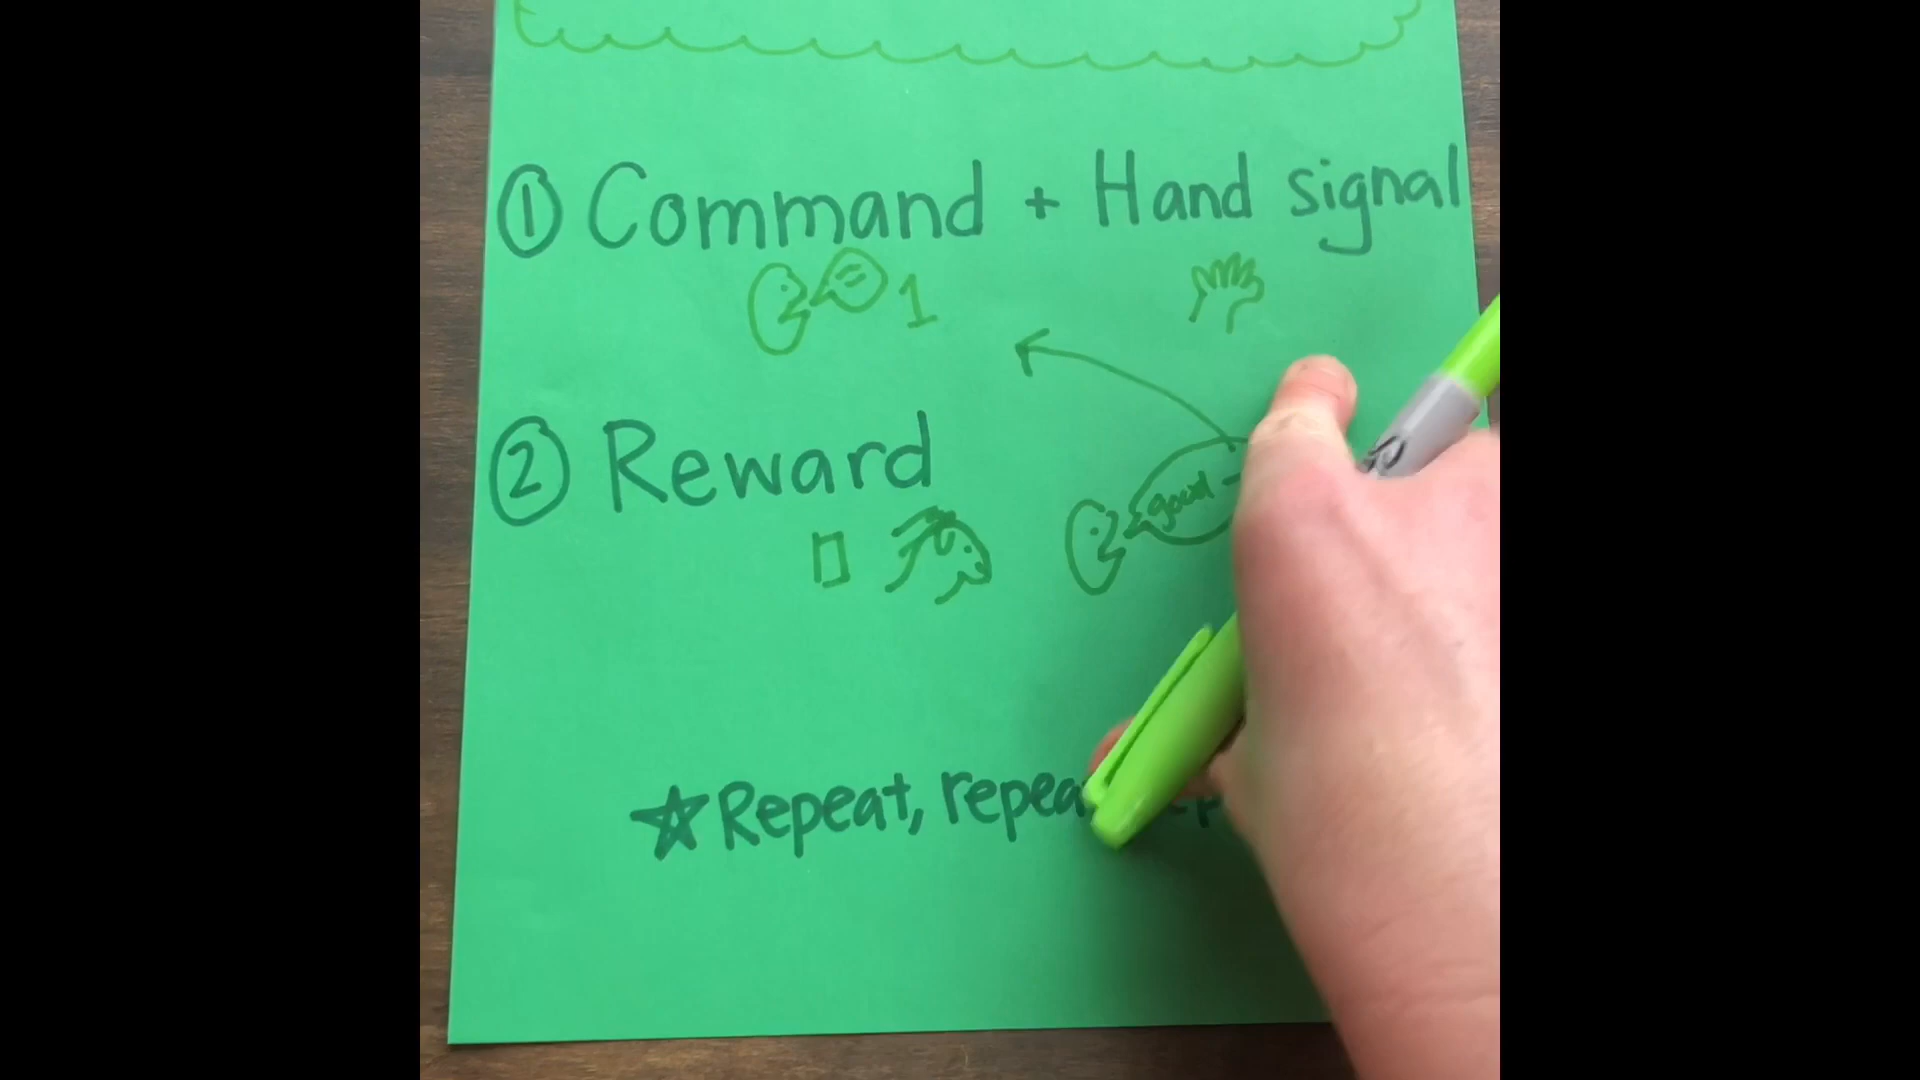 ① Command + Hand signal
1
② Reward
good -
☆ Repeat, repea